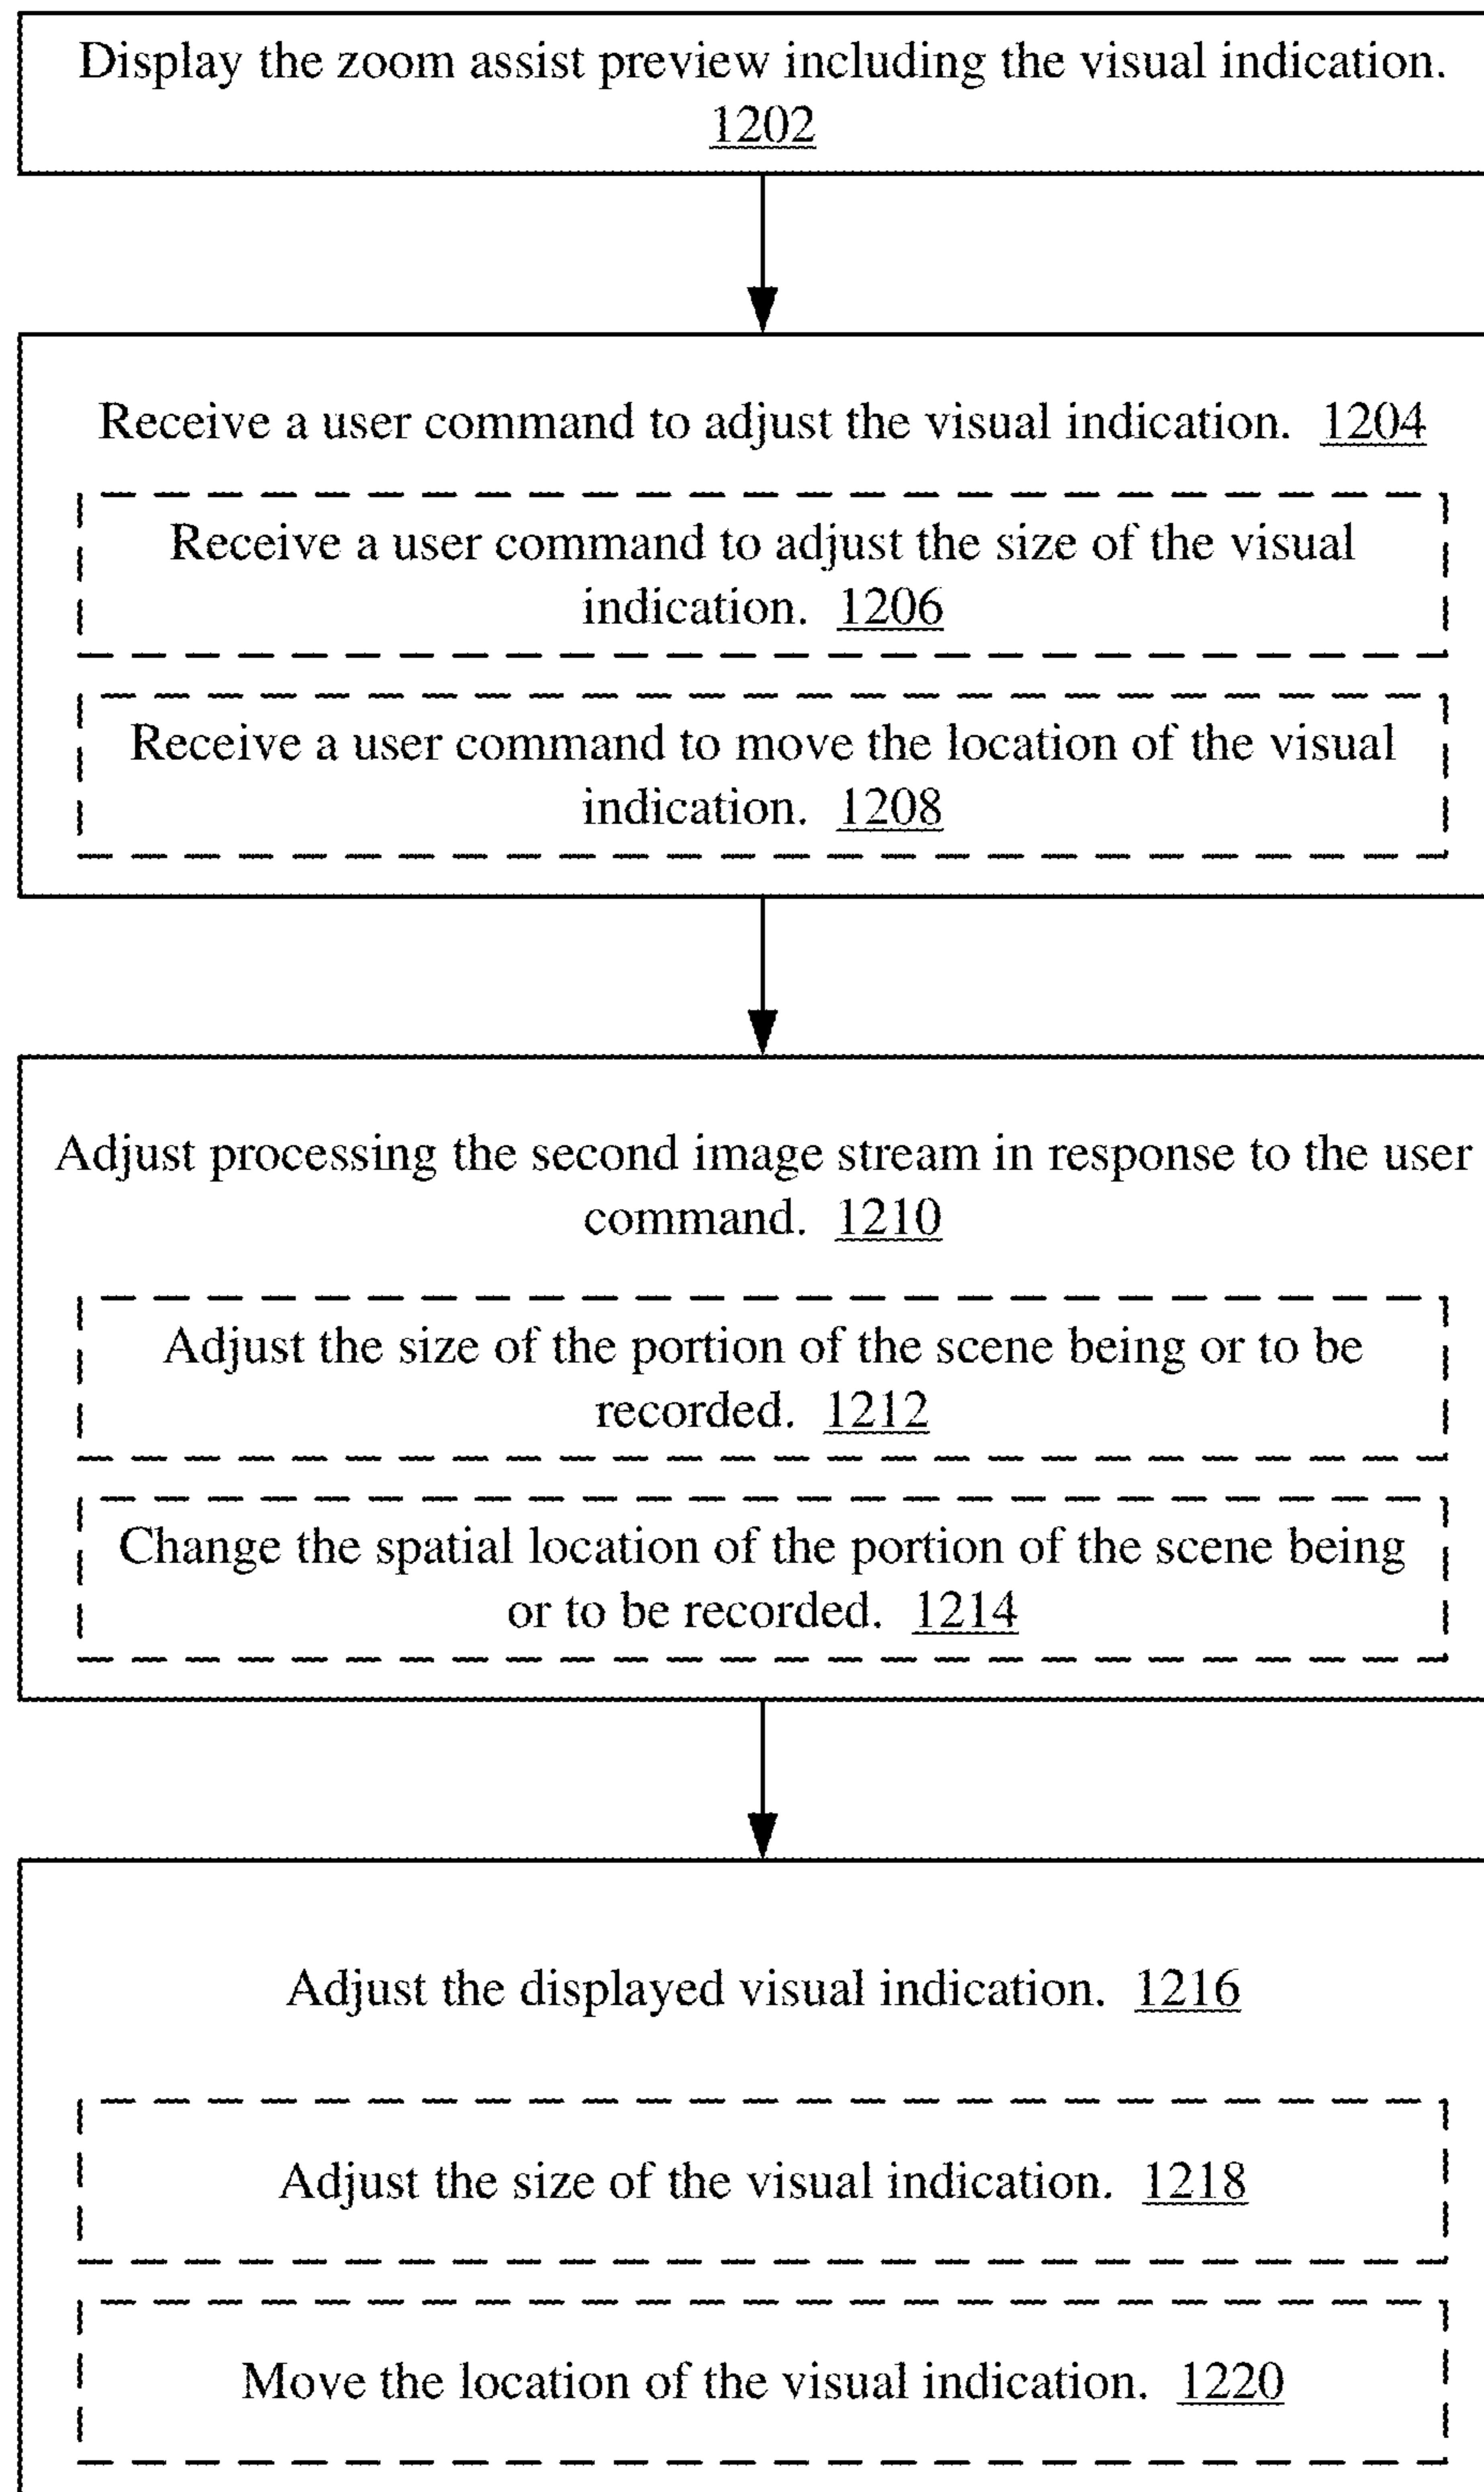 Display the zoom assist preview including the visual indication.
1202
Receive a user command to adjust the visual indication. 1204
Receive a user command to adjust the size of the visual
indication. 1206
Receive a user command to move the location of the visual
indication. 1208
Adjust processing the second image stream in response to the user
command. 1210
Adjust the size of the portion of the scene being or to be
recorded. 1212
Change the spatial location of the portion of the scene being
or to be recorded. 1214
Adjust the displayed visual indication. 1216
Adjust the size of the visual indication. 1218
Move the location of the visual indication. 1220